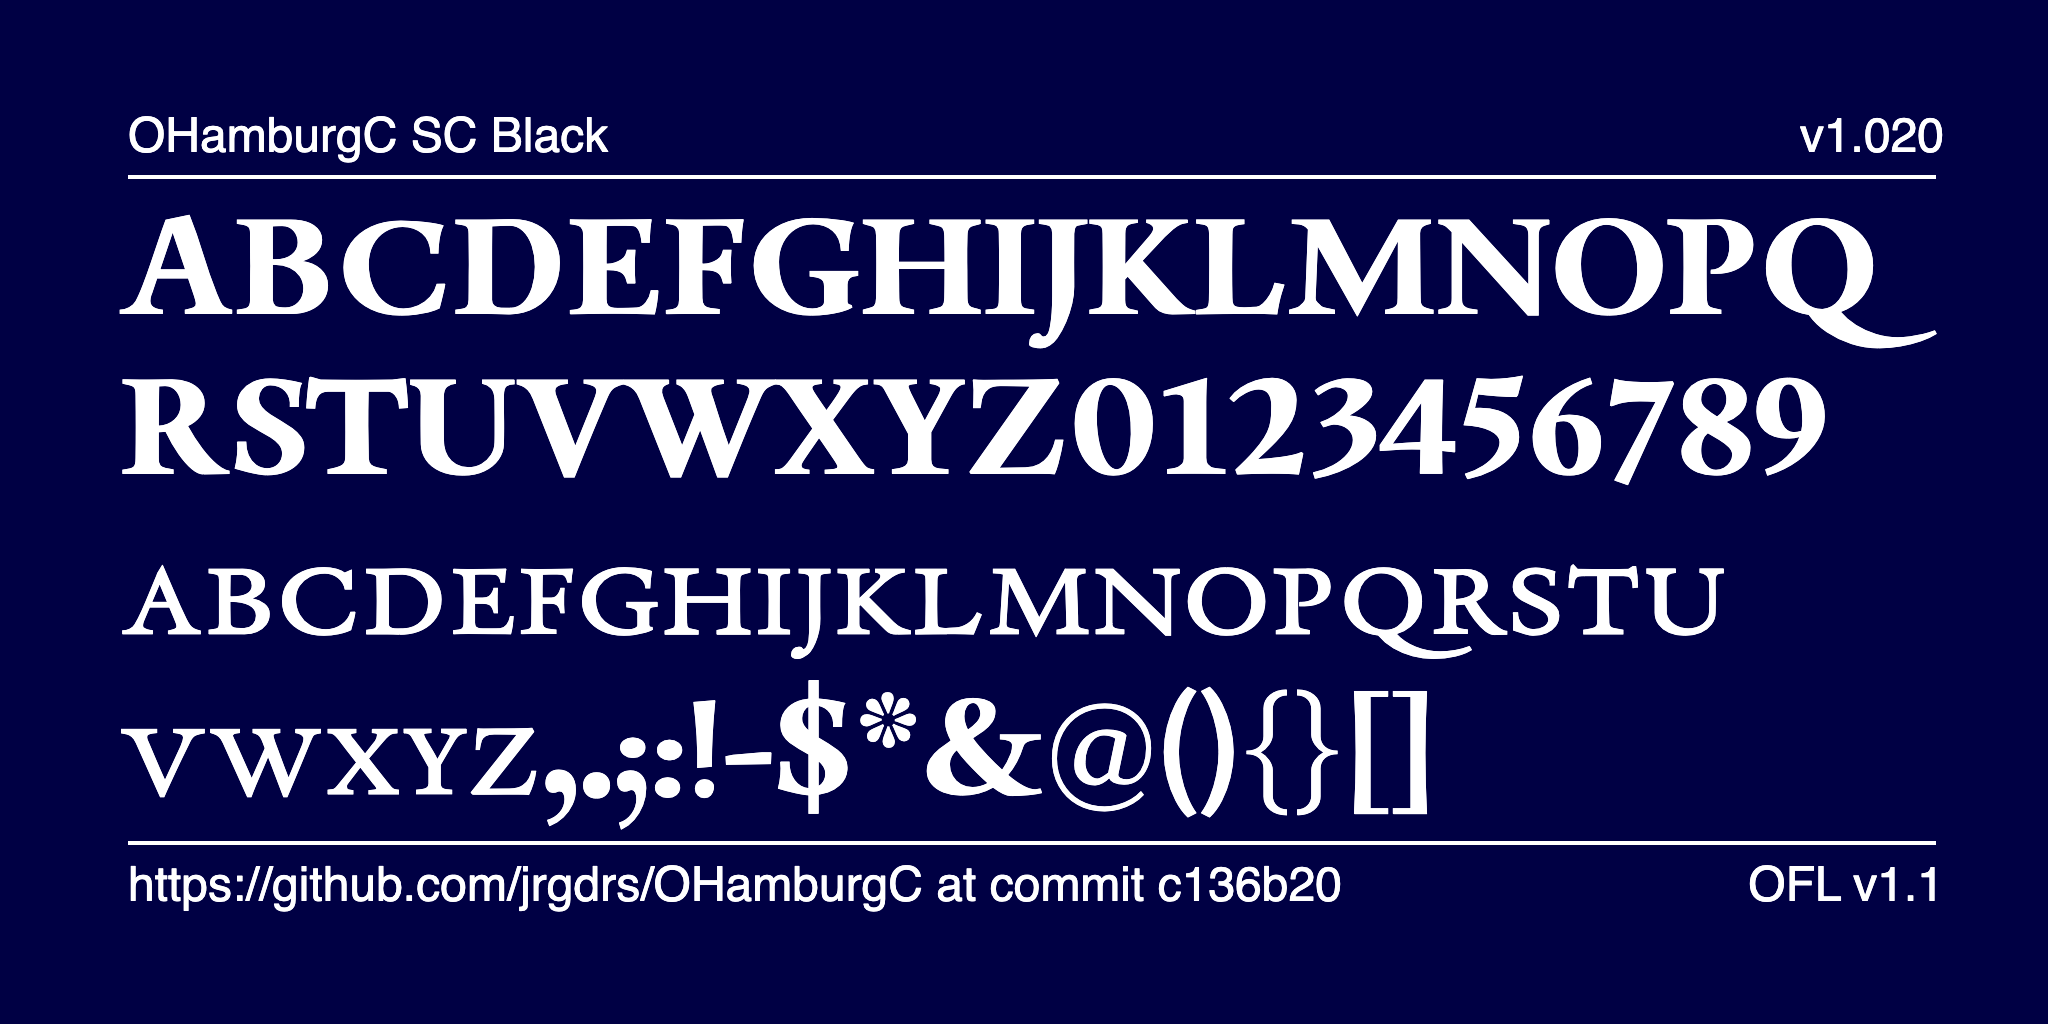 OHamburgC SC Black
v1.020
ABCDEFGHIJKLMNOPQ
RSTUVWXYZ0123456789
ABCDEFGHIJKLMNOPQRSTU
VWXYZ,.;:!-$*&@(){}[]
https://github.com/jrgdrs/OHamburgC at commit c136b20
OFL v1.1